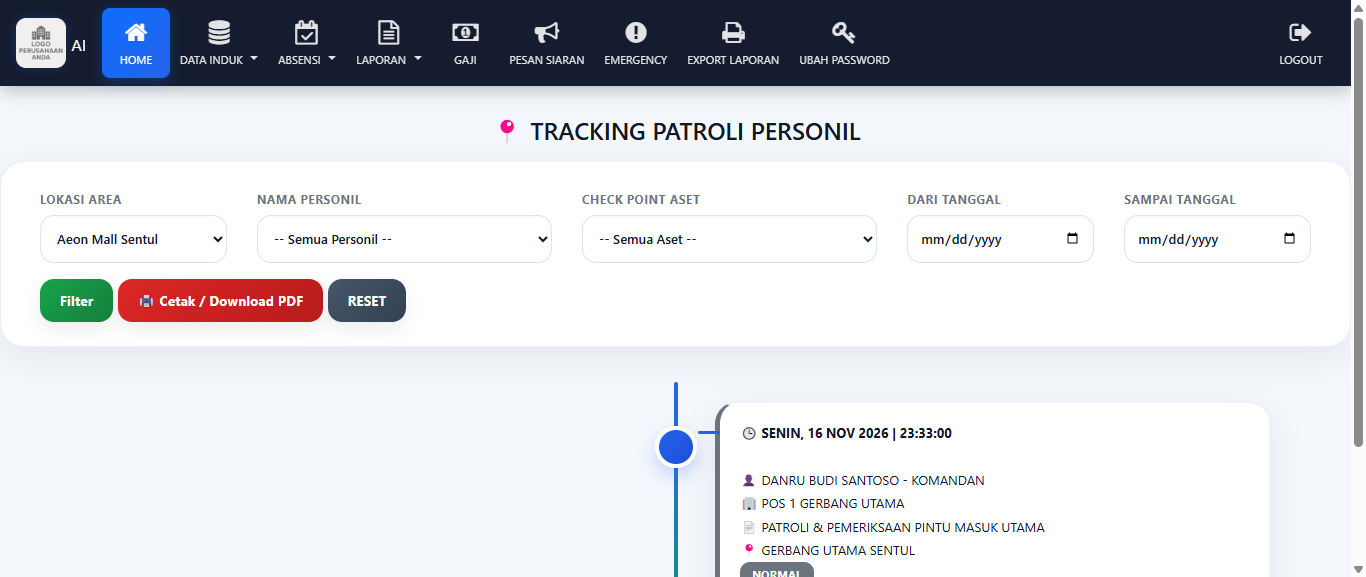 LOGO
PERUSAHAAN
ANDA
AI
HOME
DATA INDUK
ABSENSI
LAPORAN
GAJI
PESAN SIARAN
EMERGENCY
EXPORT LAPORAN
UBAH PASSWORD
LOGOUT
TRACKING PATROLI PERSONIL
LOKASI AREA
NAMA PERSONIL
CHECK POINT ASET
DARI TANGGAL
SAMPAI TANGGAL
Aeon Mall Sentul
-- Semua Personil --
-- Semua Aset --
mm/dd/yyyy
mm/dd/yyyy
Filter
Cetak / Download PDF
RESET
SENIN, 16 NOV 2026 | 23:33:00
DANRU BUDI SANTOSO - KOMANDAN
POS 1 GERBANG UTAMA
PATROLI & PEMERIKSAAN PINTU MASUK UTAMA
GERBANG UTAMA SENTUL
NORMAL